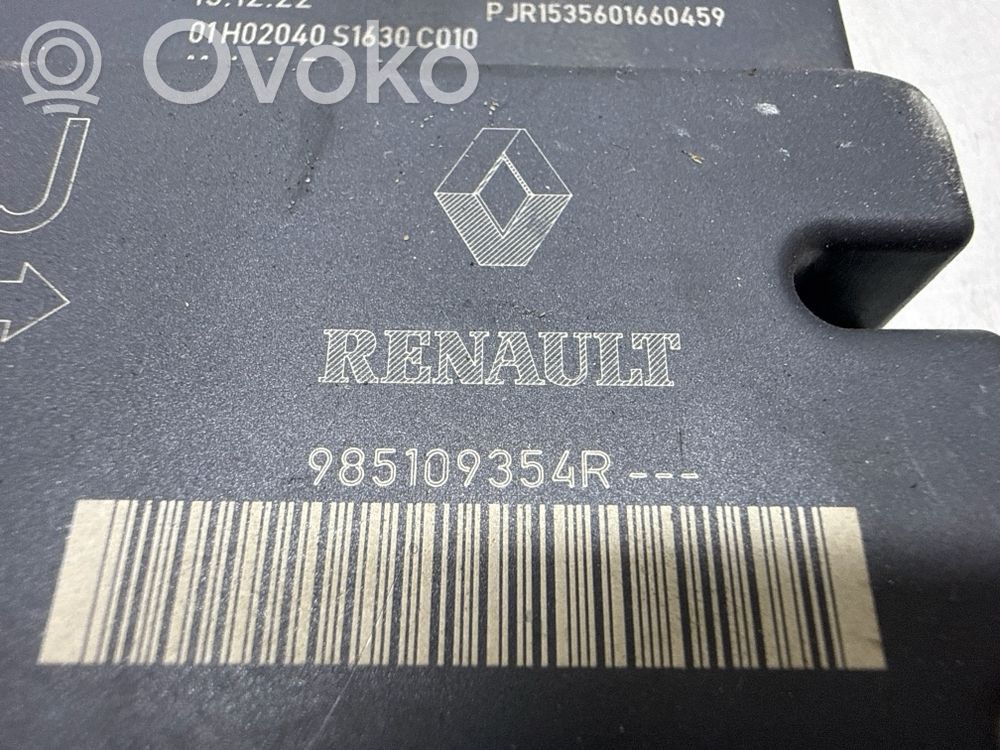 PJR1535601660459
01H02040 S1630 C010
Ovoko
RENAULT
985109354R ---